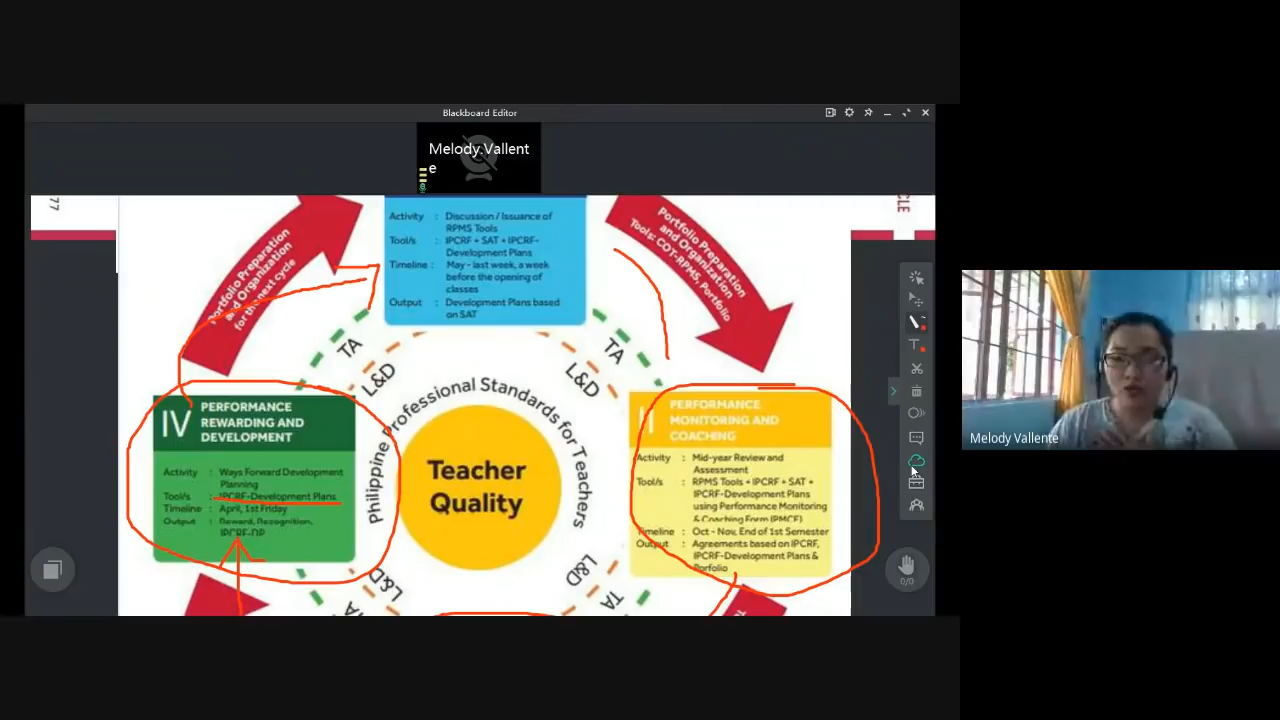 Blackboard Editor
Melody.Vallent
e
77
CLE
Portfolio Preparation
and Organization
for the next cycle
Activity : Discussion / Issuance of
RPMS Tools
Tool/s : IPCRF + SAT + IPCRF-
Development Plans
Timeline : May - last week, a week
before the opening of
classes
Output : Development Plans based
on SAT
Portfolio Preparation
and Organization
Tools: COT-RPMS, Portfolio
TA
L&D
L&D
TA
Philippine Professional Standards for Teachers
Teacher
Quality
IV PERFORMANCE
REWARDING AND
DEVELOPMENT
Activity : Ways Forward Development
Planning
Tool/s : IPCRF-Development Plans
Timeline : April, 1st Friday
Output : Reward, Recognition,
IPCRF-DP
PERFORMANCE
MONITORING AND
COACHING
Activity : Mid-year Review and
Assessment
Tool/s : RPMS Tools + IPCRF + SAT +
IPCRF-Development Plans
using Performance Monitoring
& Coaching Form (PMCF)
Timeline : Oct - Nov, End of 1st Semester
Output : Agreements based on IPCRF,
IPCRF-Development Plans &
Porfolio
L&D
TA
L&D
TA
0/0
Melody Vallente